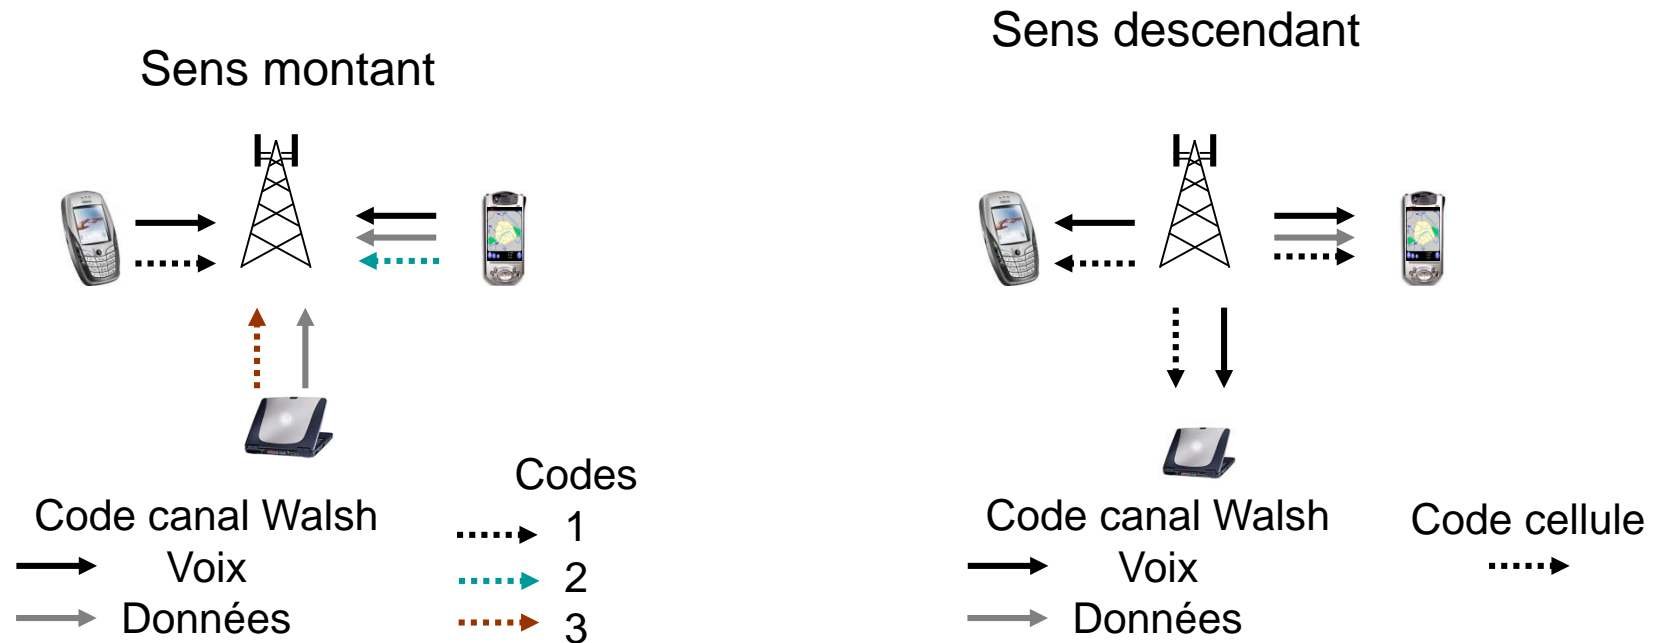 Sens montant
Codes
Code canal Walsh
1
Voix
2
Données
3
Sens descendant
Code canal Walsh
Code cellule
Voix
Données